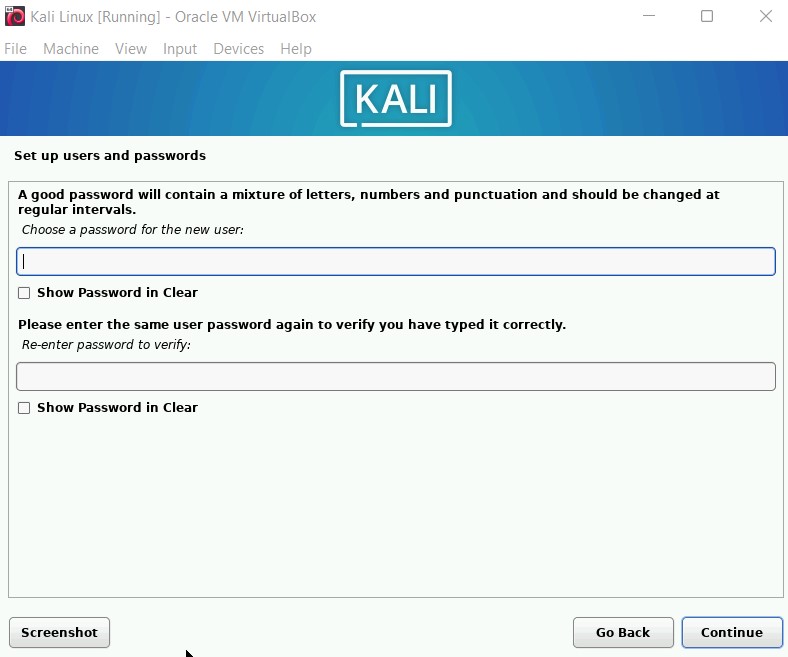 Kali Linux [Running] - Oracle VM VirtualBox
File Machine View Input Devices Help
KALI
Set up users and passwords
A good password will contain a mixture of letters, numbers and punctuation and should be changed at
regular intervals.
Choose a password for the new user:
Show Password in Clear
Please enter the same user password again to verify you have typed it correctly.
Re-enter password to verify:
Show Password in Clear
Screenshot Go Back Continue